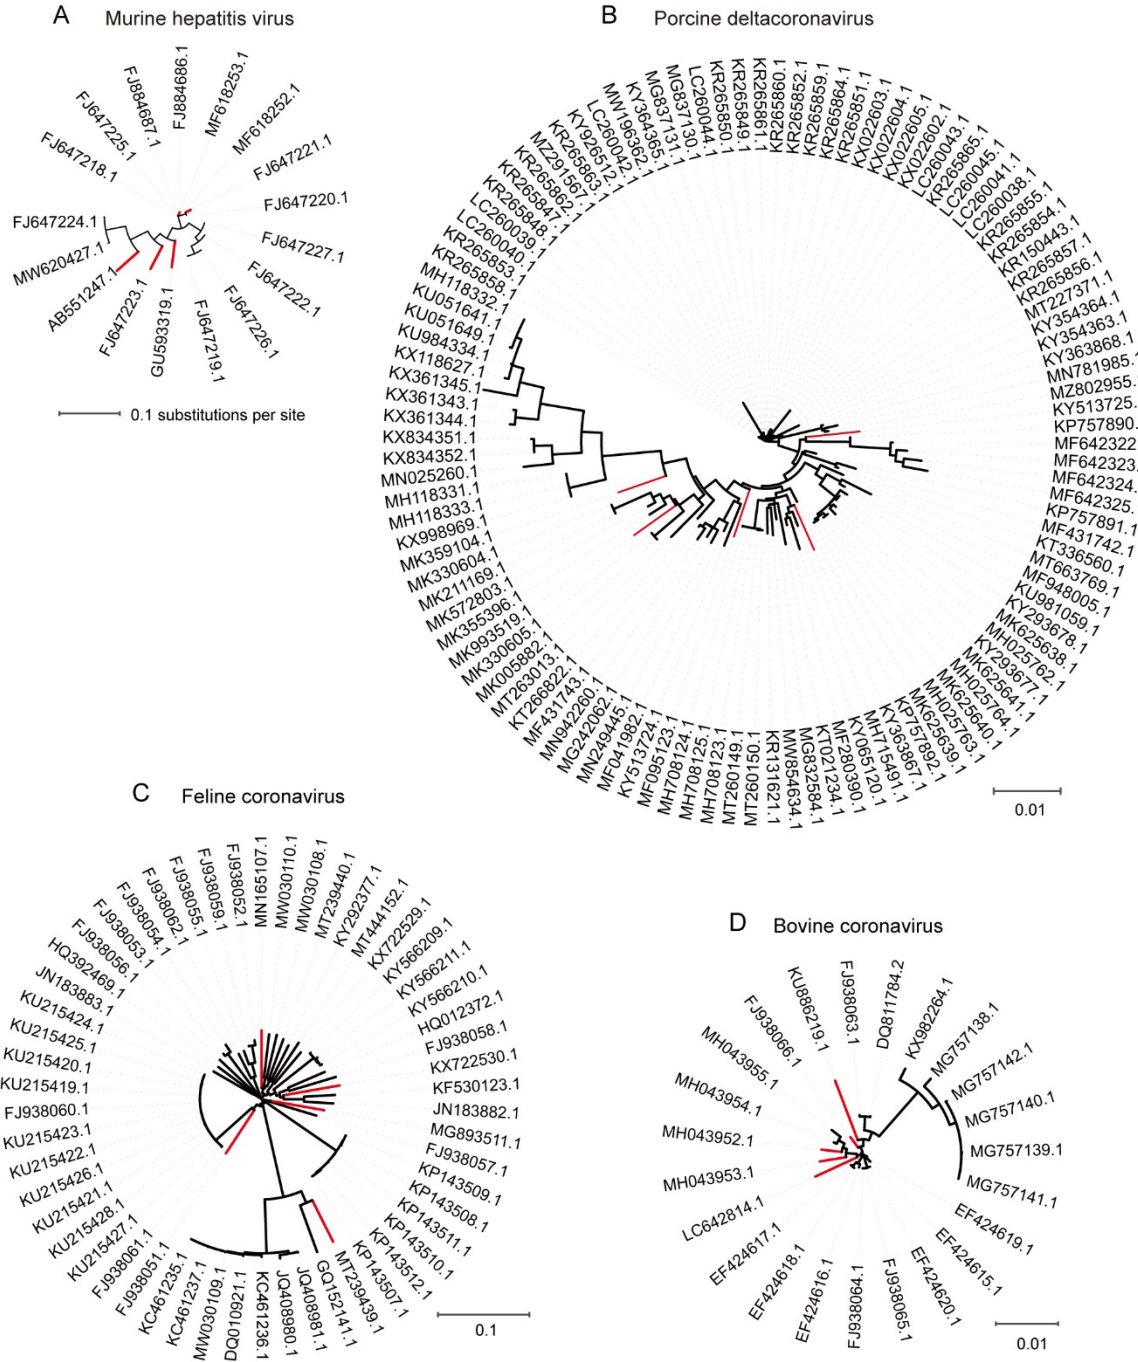 A Murine hepatitis virus
FJ884686.1
MF618253.1
MF618252.1
FJ647221.1
FJ647220.1
FJ647227.1
FJ647222.1
FJ647226.1
FJ647219.1
GU593319.1
FJ647223.1
AB551247.1
MW620427.1
FJ647224.1
FJ647218.1
FJ647225.1
FJ884687.1
0.1 substitutions per site
B Porcine deltacoronavirus
KR265861.1
KR265860.1
KR265852.1
KR265859.1
KR265864.1
KR265851.1
KX022603.1
KX022604.1
KX022605.1
KX022602.1
LC260043.1
KR265865.1
LC260045.1
LC260041.1
LC260038.1
KR265855.1
KR265854.1
KR150443.1
KR265857.1
KR265856.1
MT227371.1
KY354364.1
KY354363.1
KY363868.1
MN781985.1
MZ802955.1
KY513725.
KP757890.
MF642322.
MF642323.
MF642324.
MF642325.
KP757891.1
MF431742.1
KT336560.1
MT663769.1
MF948005.1
KU981059.1
KY293678.1
MK625638.1
MH025762.1
KY293677.1
MK625641.1
MH025764.1
MK625640.1
MH025763.1
MK625639.1
KP757892.1
KY363867.1
MH715491.1
KY065120.1
MF280390.1
KT021234.1
MG832584.1
MW854634.1
KR131621.1
MT260150.1
MT260149.1
MH708123.1
MH708125.1
MH708124.1
MF095123.1
KY513724.1
MF041982.1
MN249445.1
MG242062.1
MN942260.1
MF431743.1
KT266822.1
MT263013.1
MK005882.1
MK330605.1
MK993519.1
MK355396.1
MK572803.1
MK211169.1
MK330604.1
MK359104.1
KX998969.1
MH118333.1
MH118331.1
MN025260.1
KX834352.1
KX834351.1
KX361344.1
KX361343.1
KX361345.1
KX118627.1
KU984334.1
KU051649.1
KU051641.1
MH118332.1
KR265858.1
KR265853.1
LC260040.1
LC260039.1
KR265848.1
KR265847.1
KR265862.1
MZ291567.1
KR265863.1
KY926512.1
LC260042.1
MW196362.1
KY364365.1
MG837131.1
MG837130.1
LC260044.1
KR265850.1
KR265849.1
0.01
C Feline coronavirus
MN165107.1
MW030110.1
MW030108.1
MT239440.1
KY292377.1
MT444152.1
KX722529.1
KY566209.1
KY566211.1
KY566210.1
HQ012372.1
FJ938058.1
KX722530.1
KF530123.1
JN183882.1
MG893511.1
FJ938057.1
KP143509.1
KP143508.1
KP143511.1
KP143510.1
KP143512.1
KP143507.1
MT239439.1
GQ152141.1
JQ408981.1
JQ408980.1
KC461236.1
DQ010921.1
MW030109.1
KC461237.1
KC461235.1
FJ938051.1
FJ938061.1
KU215427.1
KU215428.1
KU215421.1
KU215426.1
KU215422.1
KU215423.1
FJ938060.1
KU215419.1
KU215420.1
KU215425.1
KU215424.1
JN183883.1
HQ392469.1
FJ938056.1
FJ938053.1
FJ938054.1
FJ938062.1
FJ938055.1
FJ938059.1
FJ938052.1
0.1
D Bovine coronavirus
FJ938063.1
DQ811784.2
KX982264.1
MG757138.1
MG757142.1
MG757140.1
MG757139.1
MG757141.1
EF424619.1
EF424615.1
EF424620.1
FJ938065.1
FJ938064.1
EF424616.1
EF424618.1
EF424617.1
LC642814.1
MH043953.1
MH043952.1
MH043954.1
MH043955.1
FJ938066.1
KU886219.1
0.01